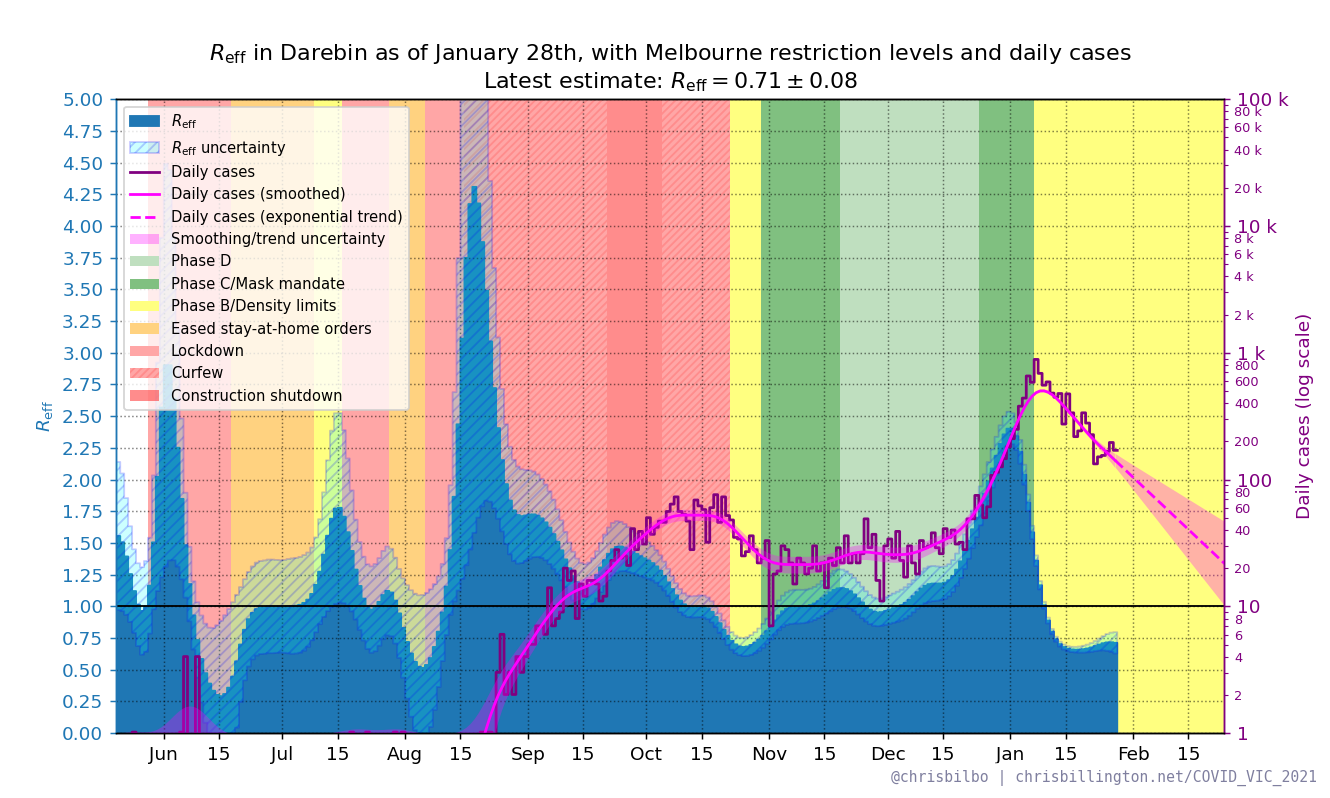 R_eff in Darebin as of January 28th, with Melbourne restriction levels and daily cases
Latest estimate: R_eff = 0.71 ± 0.08
R_eff
R_eff uncertainty
Daily cases
Daily cases (smoothed)
Daily cases (exponential trend)
Smoothing/trend uncertainty
Phase D
Phase C/Mask mandate
Phase B/Density limits
Eased stay-at-home orders
Lockdown
Curfew
Construction shutdown
5.00
4.75
4.50
4.25
4.00
3.75
3.50
3.25
3.00
2.75
2.50
2.25
2.00
1.75
1.50
1.25
1.00
0.75
0.50
0.25
0.00
R_eff
100 k
80 k
60 k
40 k
20 k
10 k
8 k
6 k
4 k
2 k
1 k
800
600
400
200
100
80
60
40
20
10
8
6
4
2
1
Daily cases (log scale)
Jun 15 Jul 15 Aug 15 Sep 15 Oct 15 Nov 15 Dec 15 Jan 15 Feb 15
@chrisbilbo | chrisbillington.net/COVID_VIC_2021